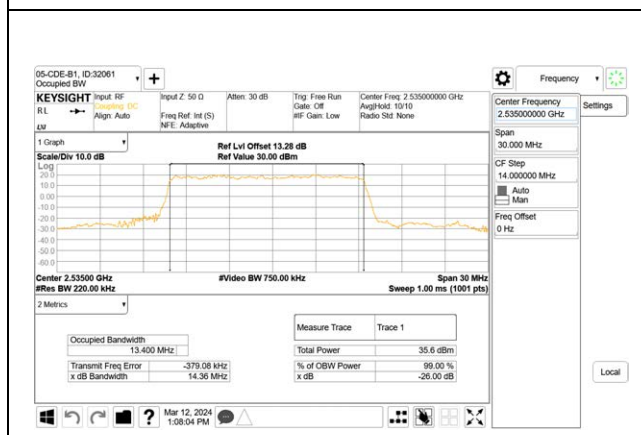 05-CDE-B1, ID:32061
Occupied BW
Frequency
KEYSIGHT
R L
Input: RF
Coupling: DC
Align: Auto
Input Z: 50 Ω
Freq Ref: Int (S)
NFE: Adaptive
Atten: 30 dB
Trig: Free Run
Gate: Off
#IF Gain: Low
Center Freq: 2.535000000 GHz
Avg|Hold: 10/10
Radio Std: None
Center Frequency
2.535000000 GHz
Settings
Span
30.000 MHz
CF Step
14.000000 MHz
Auto
Man
Freq Offset
0 Hz
1 Graph
Scale/Div 10.0 dB
Ref Lvl Offset 13.28 dB
Ref Value 30.00 dBm
Log
20.0
10.0
0.00
-10.0
-20.0
-30.0
-40.0
-50.0
-60.0
Center 2.53500 GHz
#Video BW 750.00 kHz
Span 30 MHz
#Res BW 220.00 kHz
Sweep 1.00 ms (1001 pts)
2 Metrics
Measure Trace
Trace 1
Occupied Bandwidth
13.400 MHz
Total Power
35.6 dBm
Transmit Freq Error
-379.08 kHz
% of OBW Power
99.00 %
x dB Bandwidth
14.36 MHz
x dB
-26.00 dB
Local
?
Mar 12, 2024
1:08:04 PM